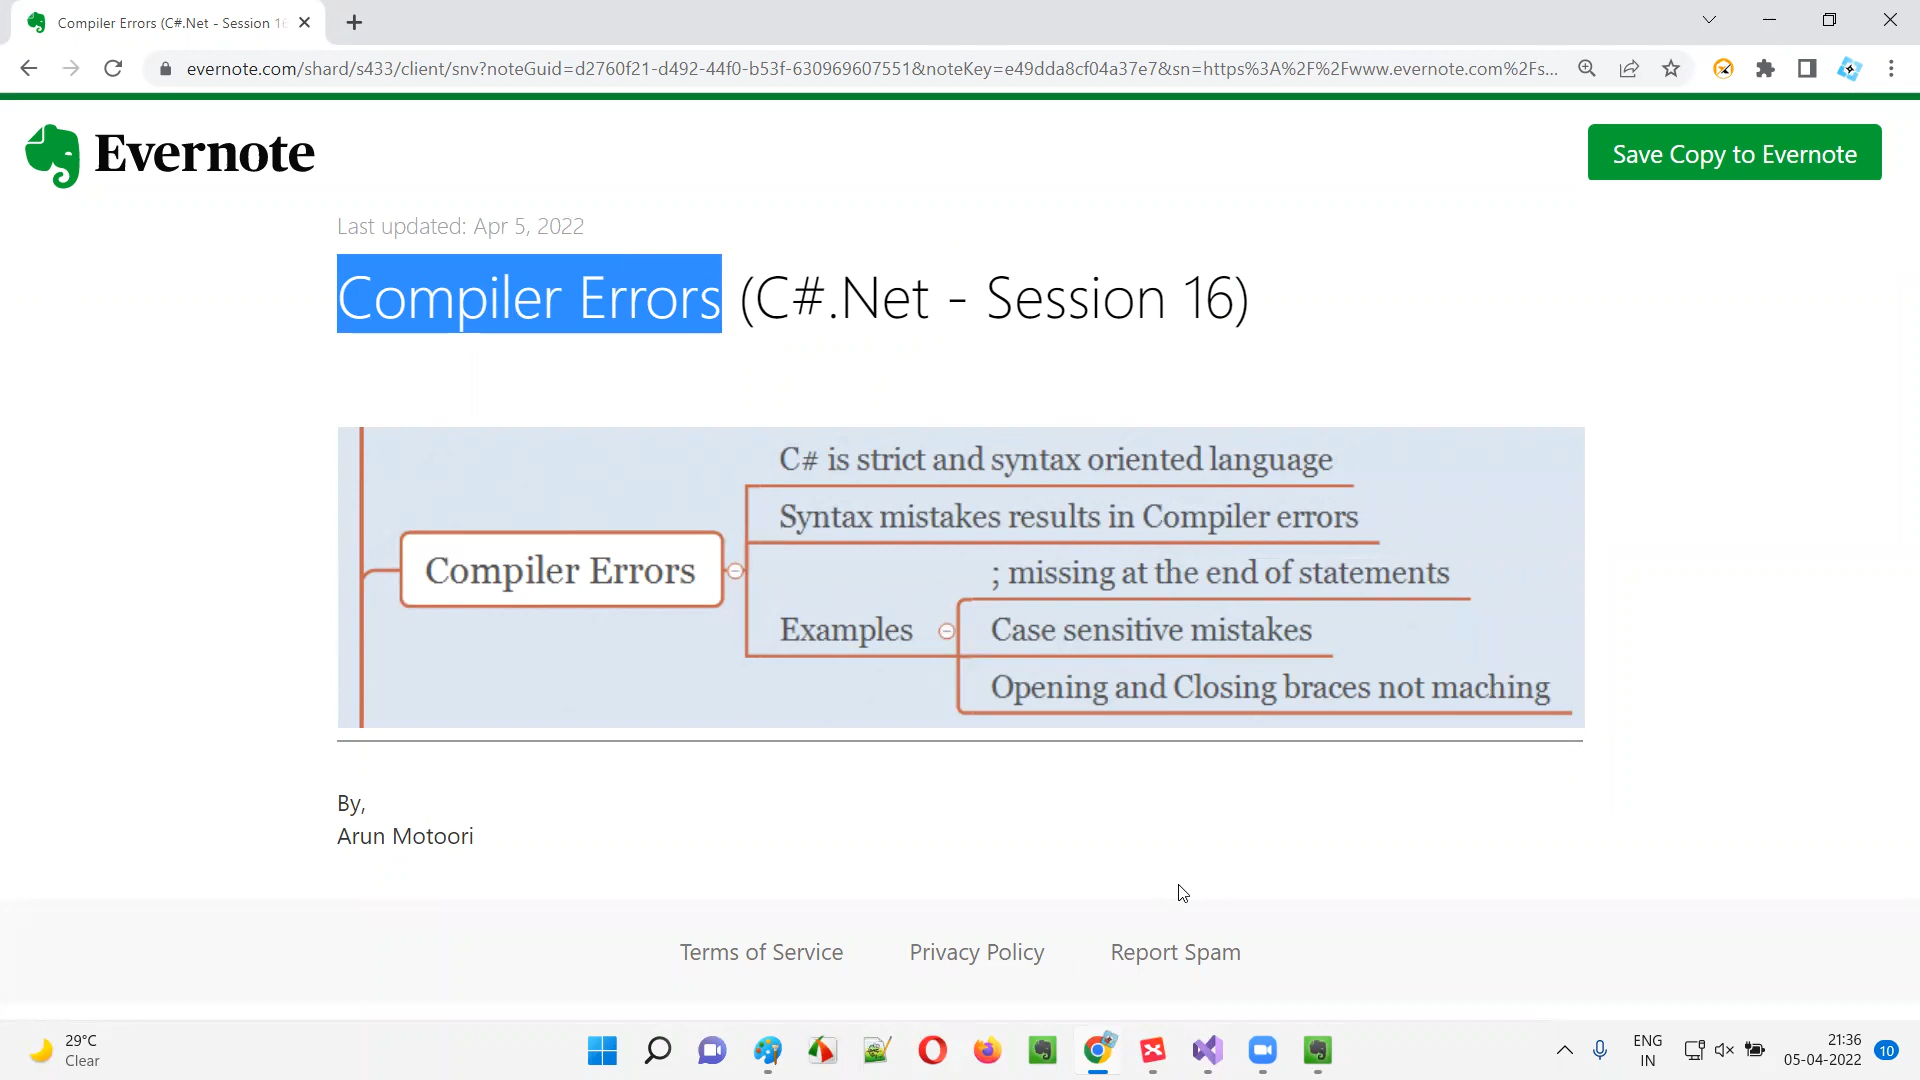 Compiler Errors (C#.Net - Session 16
evernote.com/shard/s433/client/snv?noteGuid=d2760f21-d492-44f0-b53f-630969607551&noteKey=e49dda8cf04a37e7&sn=https%3A%2F%2Fwww.evernote.com%2Fs...
Evernote
Save Copy to Evernote
Last updated: Apr 5, 2022
Compiler Errors (C#.Net - Session 16)
C# is strict and syntax oriented language
Syntax mistakes results in Compiler errors
; missing at the end of statements
Compiler Errors
Examples
Case sensitive mistakes
Opening and Closing braces not maching
By,
Arun Motoori
Terms of Service
Privacy Policy
Report Spam
29°C
Clear
ENG
IN
21:36
05-04-2022
10